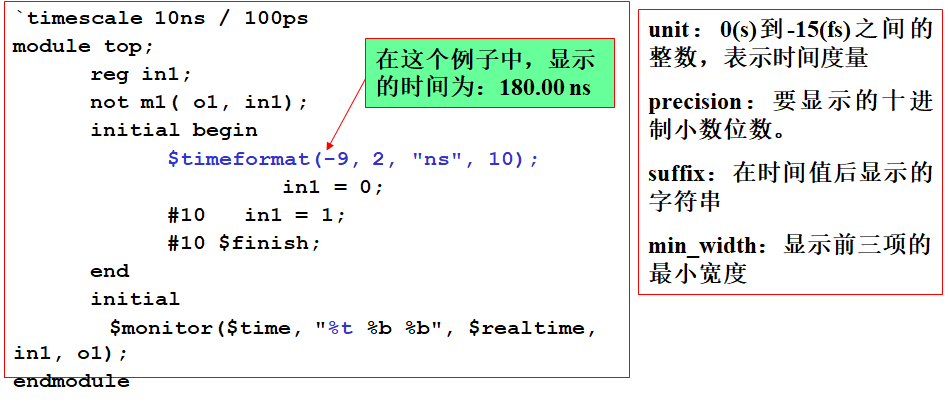 `timescale 10ns / 100ps
module top;
reg in1;
not m1( o1, in1);
initial begin
$timeformat(-9, 2, "ns", 10);
in1 = 0;
#10 in1 = 1;
#10 $finish;
end
initial
$monitor($time, "%t %b %b", $realtime,
in1, o1);
endmodule
在这个例子中，显示
的时间为：180.00 ns
unit：0(s)到-15(fs)之间的
整数，表示时间度量
precision：要显示的十进
制小数位数。
suffix：在时间值后显示的
字符串
min_width：显示前三项的
最小宽度